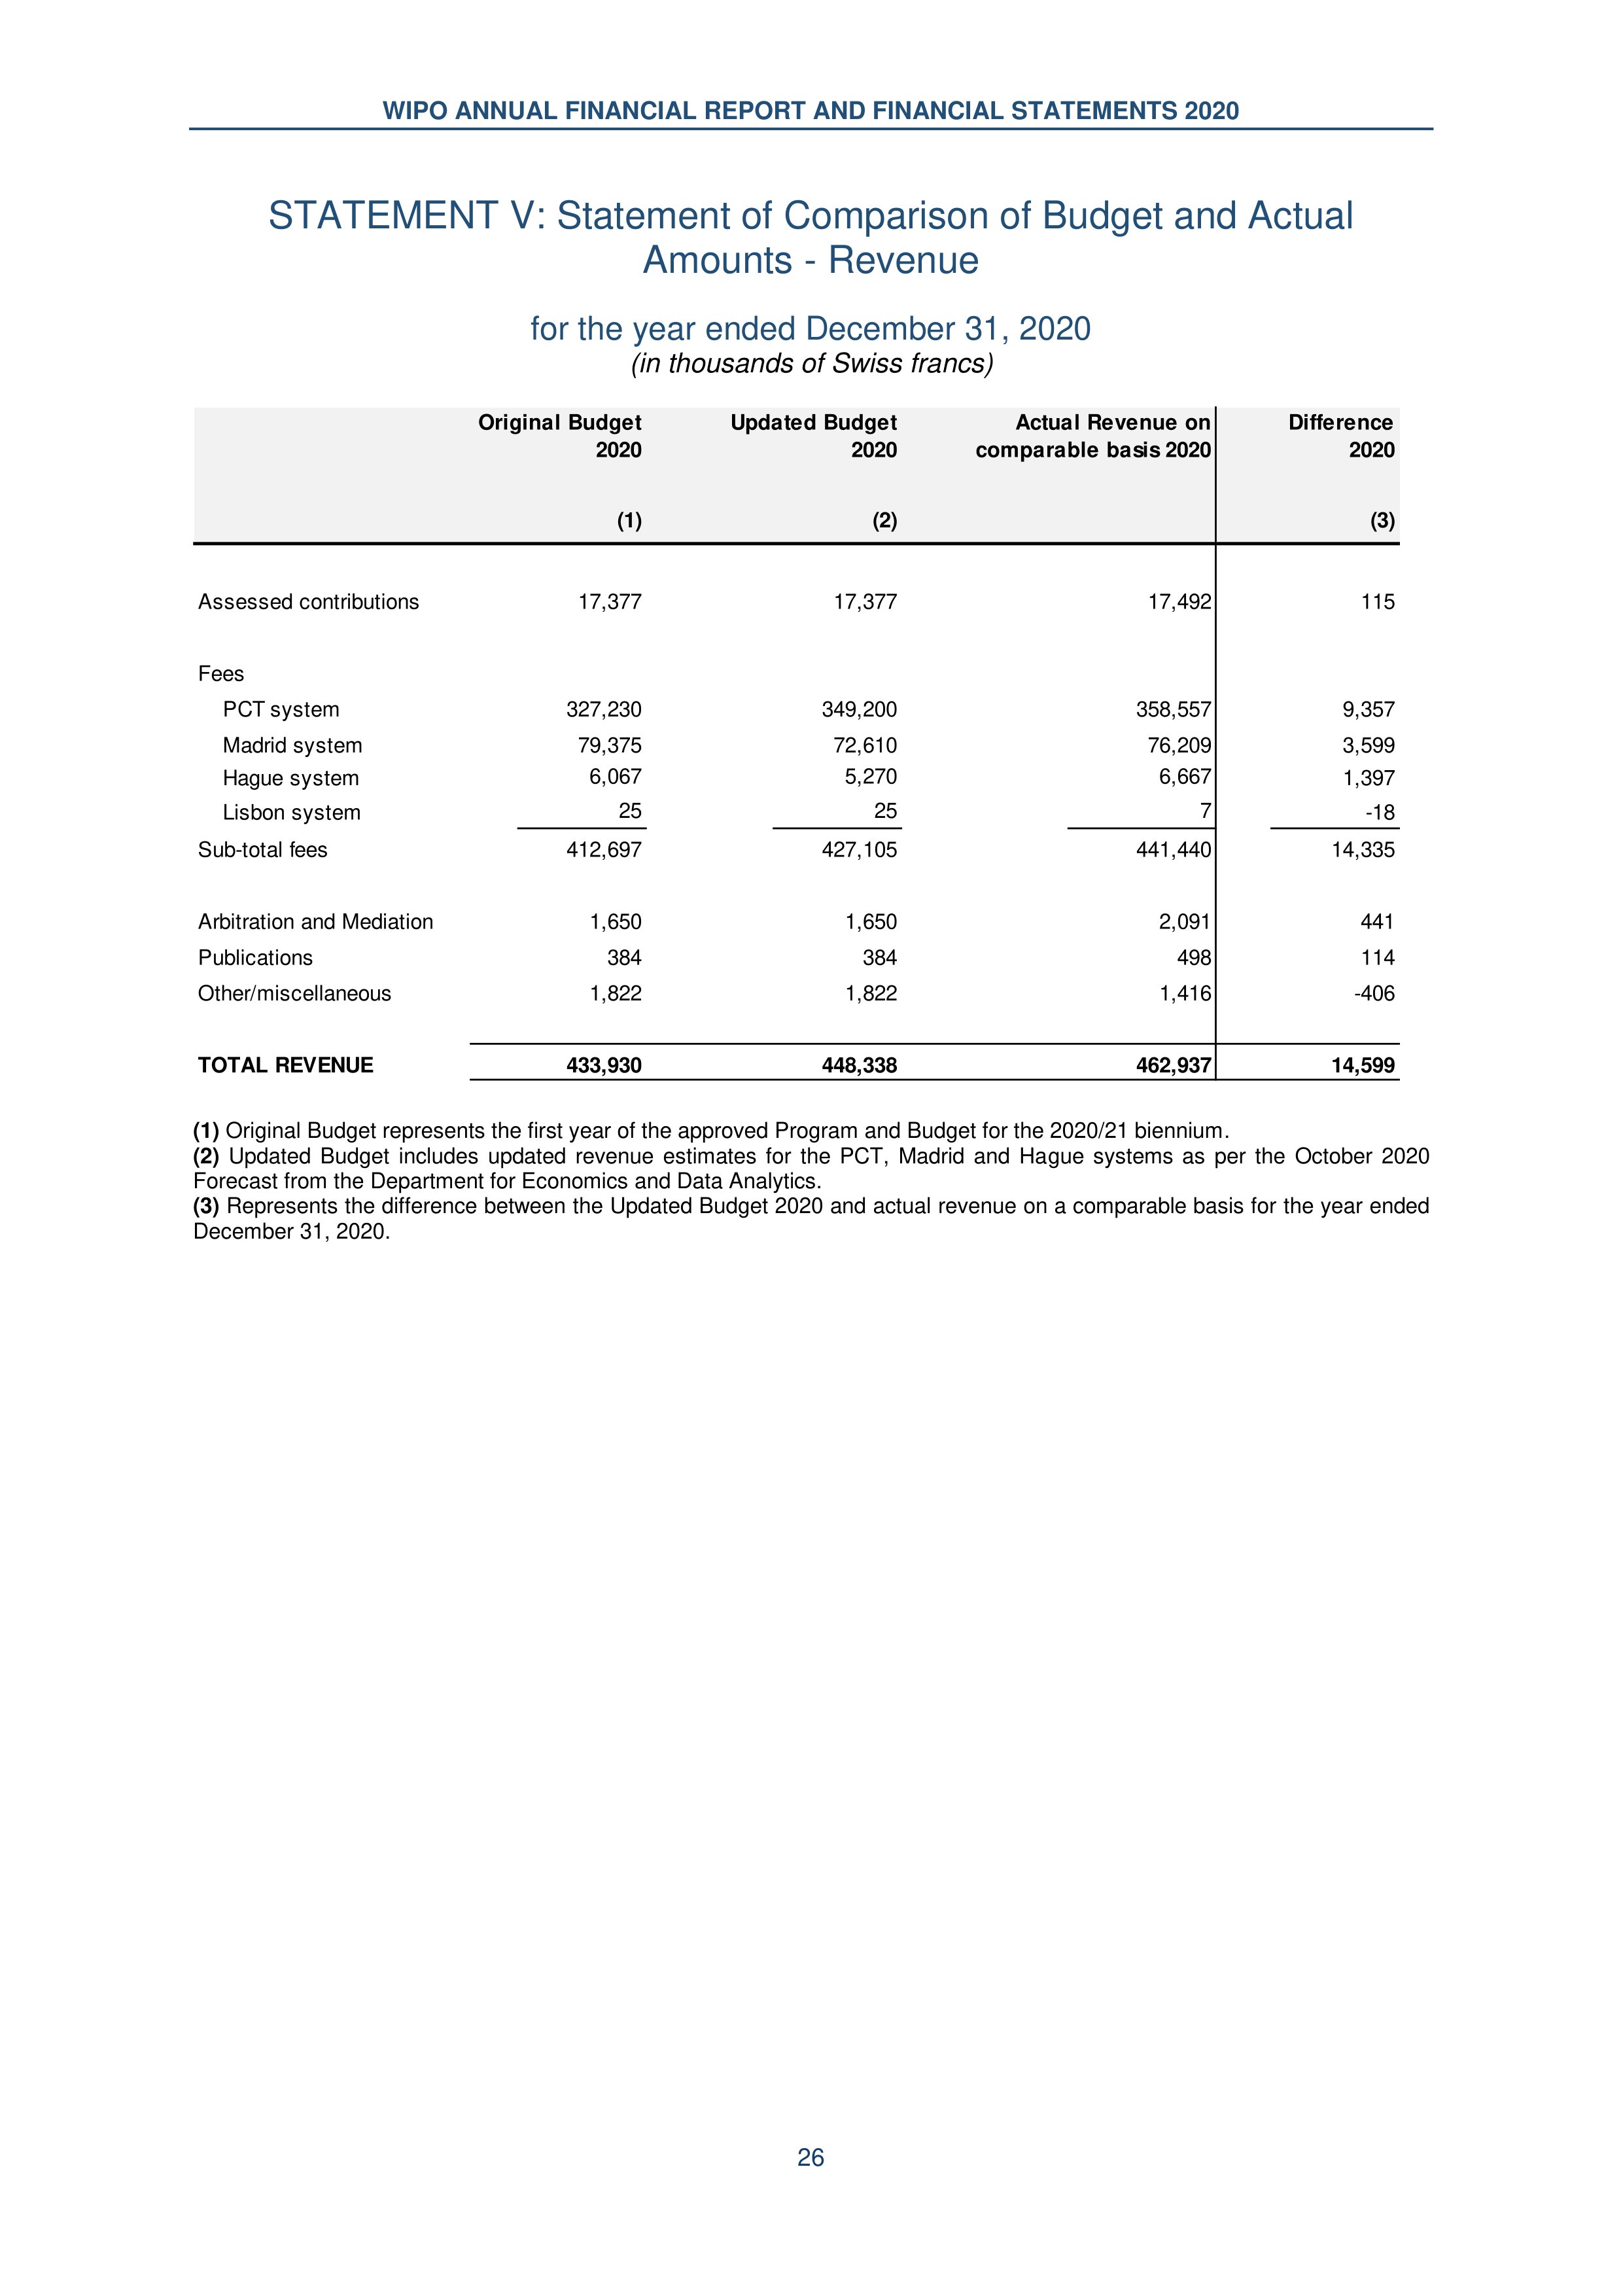 WIPO ANNUAL FINANCIAL REPORT AND FINANCIAL STATEMENTS 2020
STATEMENT V: Statement of Comparison of Budget and Actual
Amounts - Revenue
for the year ended December 31, 2020
(in thousands of Swiss francs)
Original Budget Updated Budget Actual Revenue on Difference
2020 2020 comparable basis 2020 2020
(1) (2) (3)
Assessed contributions 17,377 17,377 17,492 115
Fees
PCT system 327,230 349,200 358,557 9,357
Madrid system 79,375 72,610 76,209 3,599
Hague system 6,067 5,270 6,667 1,397
Lisbon system 25 25 7 -18
Sub-total fees 412,697 427,105 441,440 14,335
Arbitration and Mediation 1,650 1,650 2,091 441
Publications 384 384 498 114
Other/miscellaneous 1,822 1,822 1,416 -406
TOTAL REVENUE 433,930 448,338 462,937 14,599
(1) Original Budget represents the first year of the approved Program and Budget for the 2020/21 biennium.
(2) Updated Budget includes updated revenue estimates for the PCT, Madrid and Hague systems as per the October 2020
Forecast from the Department for Economics and Data Analytics.
(3) Represents the difference between the Updated Budget 2020 and actual revenue on a comparable basis for the year ended
December 31, 2020.
26